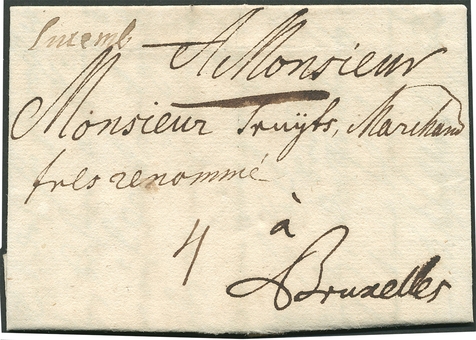 Luxemb
A Monsieur
Monsieur Truyts, Marchand
tres renommé
4 à
Bruxelles